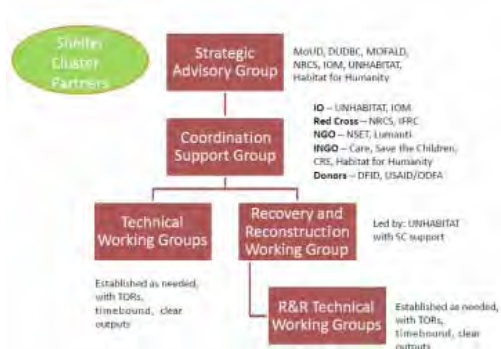 Shelter
Cluster
Partners
Strategic
Advisory Group
MoUD, DUDBC, MOFALD,
NRCS, IOM, UNHABITAT,
Habitat for Humanity
Coordination
Support Group
IO – UNHABITAT, IOM
Red Cross – NRCS, IFRC
NGO – NSET, Lumanti
INGO – Care, Save the Children,
CRS, Habitat for Humanity
Donors – DFID, USAID/ODFA
Technical
Working Groups
Recovery and
Reconstruction
Working Group
Led by: UNHABITAT
with SC support
Established as needed,
with TORs,
timebound, clear
outputs
R&R Technical
Working Groups
Established as needed,
with TORs,
timebound, clear
outputs